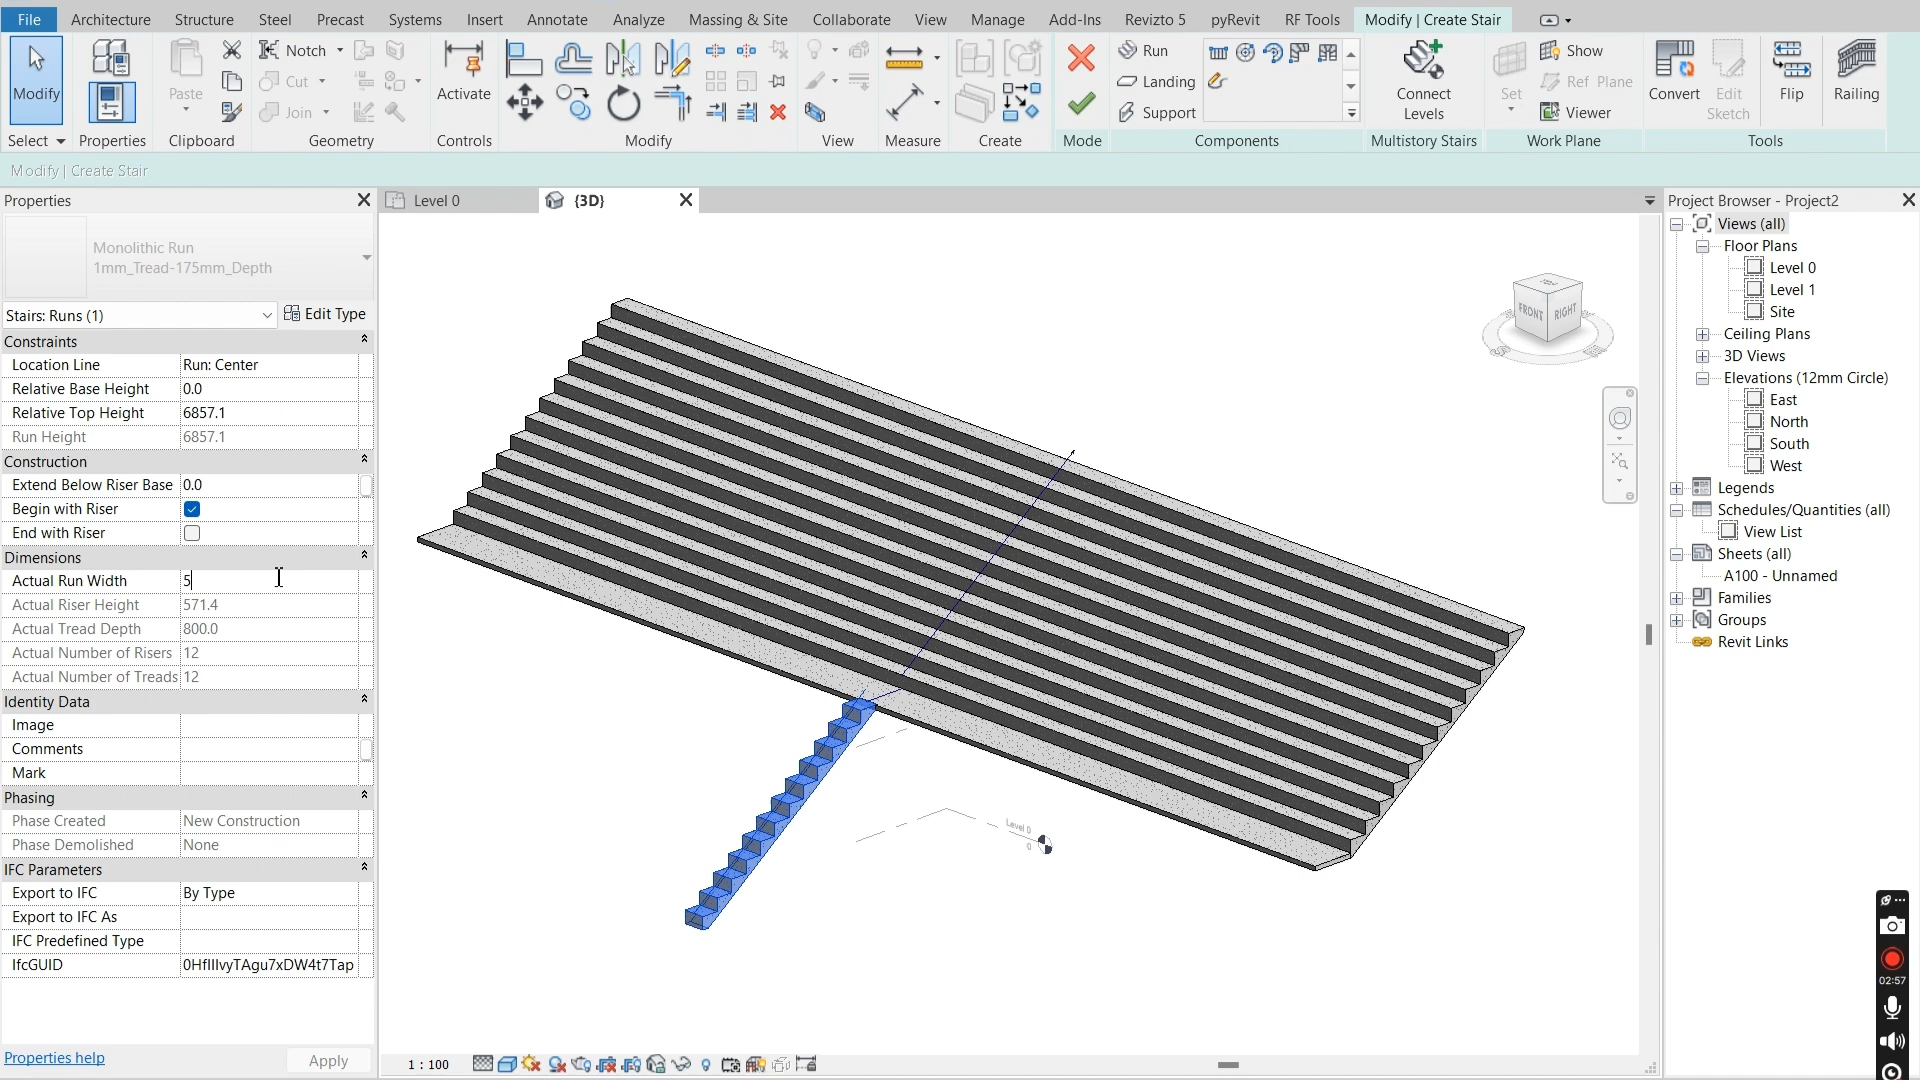 File Architecture Structure Steel Precast Systems Insert Annotate Analyze Massing & Site Collaborate View Manage Add-Ins Revizto 5 pyRevit RF Tools Modify | Create Stair
Modify Paste Notch Cut Join Activate Run Landing Support Connect Levels Set Show Ref Plane Viewer Convert Edit Sketch Flip Railing
Select Properties Clipboard Geometry Controls Modify View Measure Create Mode Components Multistory Stairs Work Plane Tools
Modify | Create Stair
Properties
Monolithic Run
1mm_Tread-175mm_Depth
Stairs: Runs (1) Edit Type
Constraints
Location Line Run: Center
Relative Base Height 0.0
Relative Top Height 6857.1
Run Height 6857.1
Construction
Extend Below Riser Base 0.0
Begin with Riser
End with Riser
Dimensions
Actual Run Width 5
Actual Riser Height 571.4
Actual Tread Depth 800.0
Actual Number of Risers 12
Actual Number of Treads 12
Identity Data
Image
Comments
Mark
Phasing
Phase Created New Construction
Phase Demolished None
IFC Parameters
Export to IFC By Type
Export to IFC As
IFC Predefined Type
IfcGUID 0HfIIIvyTAgu7xDW4t7Tap
Properties help Apply
Level 0 {3D}
FRONT RIGHT
Level 0
0
1 : 100
Project Browser - Project2
Views (all)
Floor Plans
Level 0
Level 1
Site
Ceiling Plans
3D Views
Elevations (12mm Circle)
East
North
South
West
Legends
Schedules/Quantities (all)
View List
Sheets (all)
A100 - Unnamed
Families
Groups
Revit Links
02:57